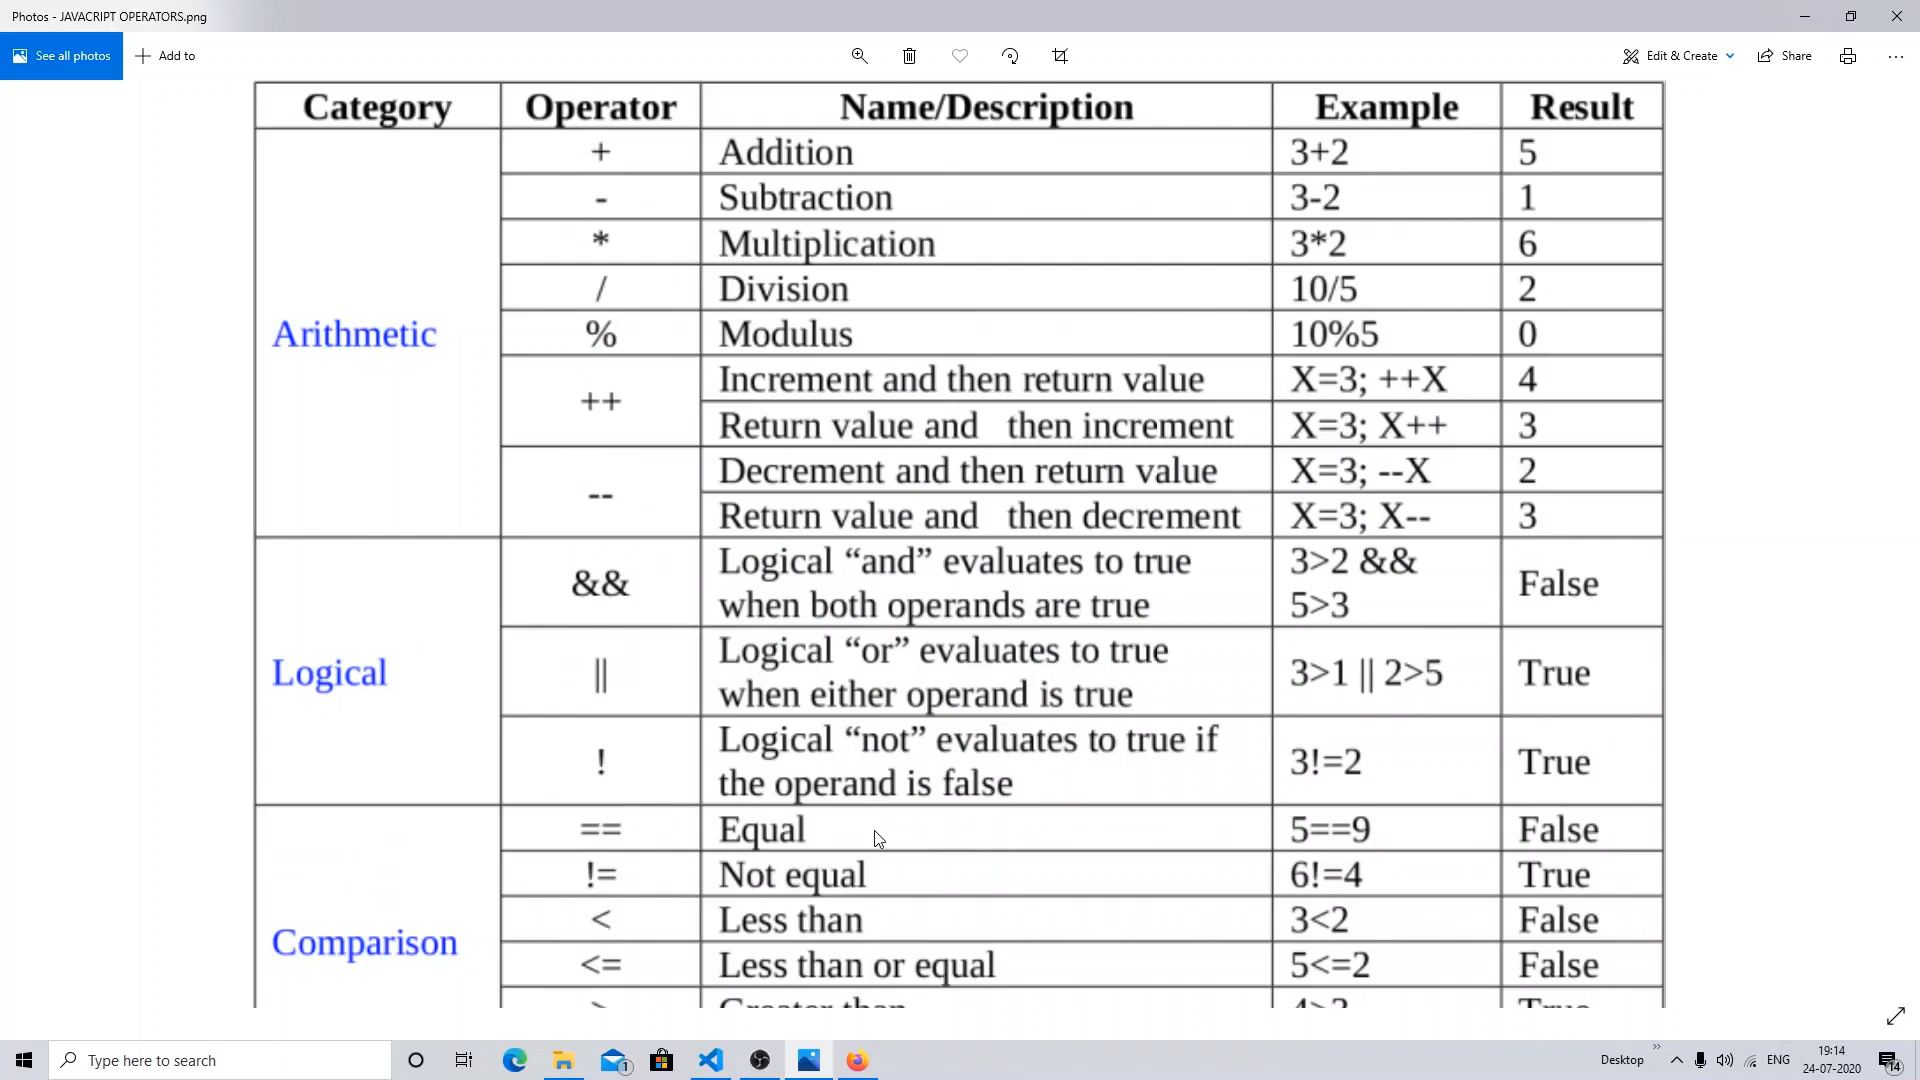 Photos - JAVACRIPT OPERATORS.png
See all photos
Add to
Edit & Create
Share
Category Operator Name/Description Example Result
Arithmetic
+ Addition 3+2 5
- Subtraction 3-2 1
* Multiplication 3*2 6
/ Division 10/5 2
% Modulus 10%5 0
++ Increment and then return value X=3; ++X 4
Return value and then increment X=3; X++ 3
-- Decrement and then return value X=3; --X 2
Return value and then decrement X=3; X-- 3
Logical
&& Logical “and” evaluates to true
when both operands are true
3>2 &&
5>3
False
|| Logical “or” evaluates to true
when either operand is true
3>1 || 2>5 True
! Logical “not” evaluates to true if
the operand is false
3!=2 True
Comparison
== Equal 5==9 False
!= Not equal 6!=4 True
< Less than 3<2 False
<= Less than or equal 5<=2 False
Type here to search
1
Desktop
ENG
19:14
24-07-2020
14